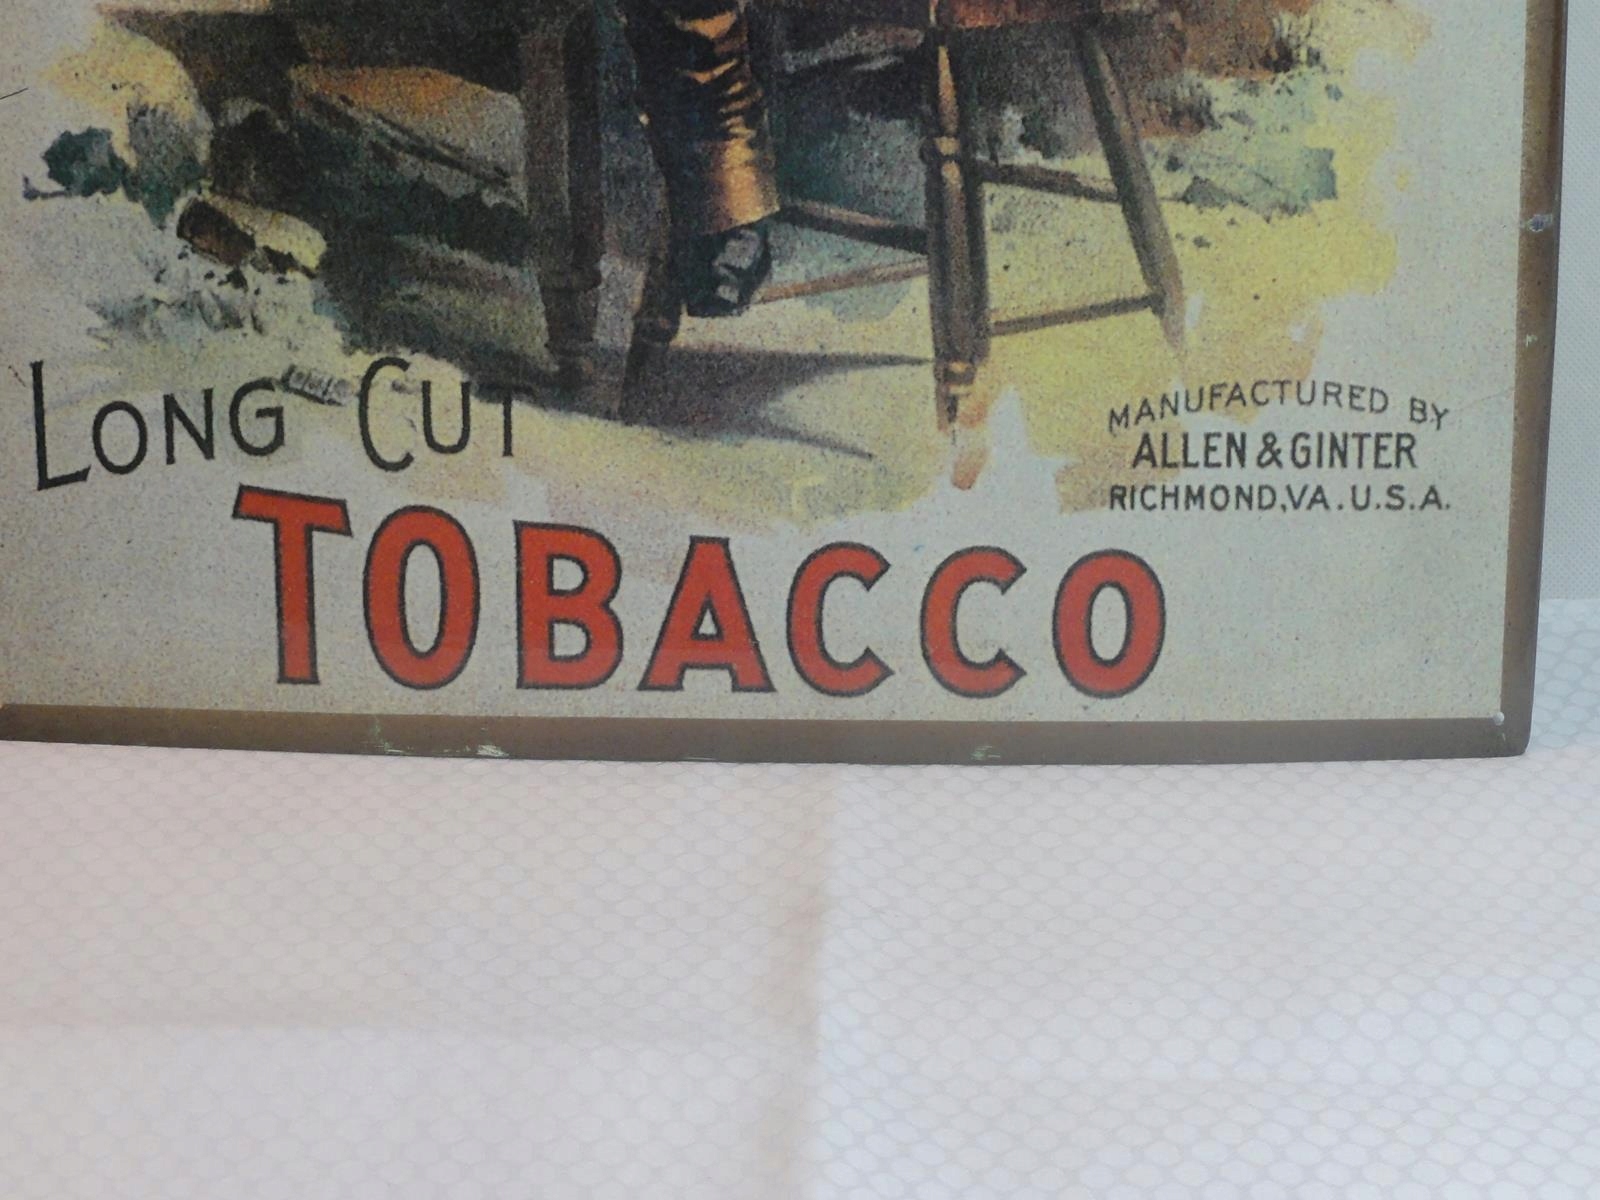 LONG CUT
TOBACCO
MANUFACTURED BY
ALLEN & GINTER
RICHMOND, VA. U.S.A.